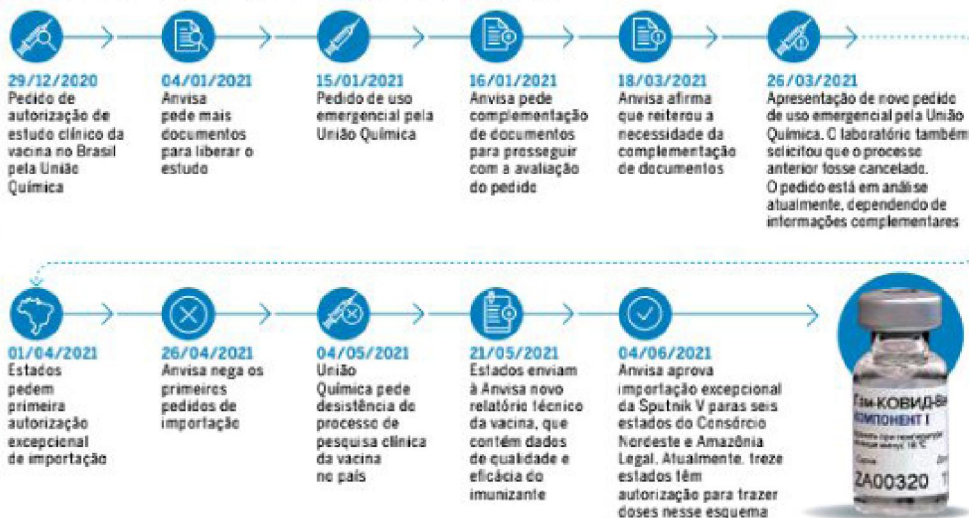 29/12/2020
Pedido de
autorização de
estudo clínico da
vacina no Brasil
pela União
Química
04/01/2021
Anvisa
pede mais
documentos
para liberar o
estudo
15/01/2021
Pedido de uso
emergencial pela
União Química
16/01/2021
Anvisa pede
complementação
de documentos
para prosseguir
com a avaliação
do pedido
18/03/2021
Anvisa afirma
que reiterou a
necessidade da
complementação
de documentos
26/03/2021
Apresentação de novo pedido
de uso emergencial pela União
Química. O laboratório também
solicitou que o processo
anterior fosse cancelado.
O pedido está em análise
atualmente, dependendo de
informações complementares
01/04/2021
Estados
pedem
primeira
autorização
excepcional
de importação
26/04/2021
Anvisa nega os
primeiros
pedidos de
importação
04/05/2021
União
Química pede
desistência do
processo de
pesquisa clínica
da vacina
no país
21/05/2021
Estados enviam
à Anvisa novo
relatório técnico
da vacina, que
contém dados
de qualidade e
eficácia do
imunizante
04/06/2021
Anvisa aprova
importação excepcional
da Sputnik V paras seis
estados do Consórcio
Nordeste e Amazônia
Legal. Atualmente, treze
estados têm
autorização para trazer
doses nesse esquema
КОВИД-В
КОМПОНЕНТ I
ZA00320